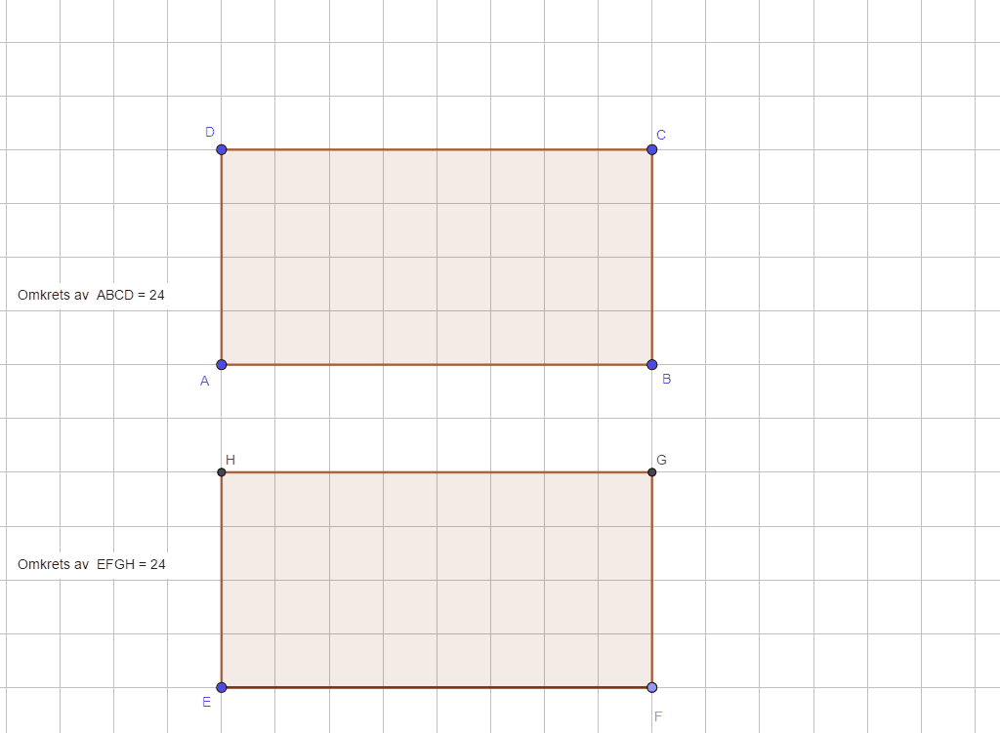 D
C
Omkrets av ABCD = 24
A
B
H
G
Omkrets av EFGH = 24
E
F